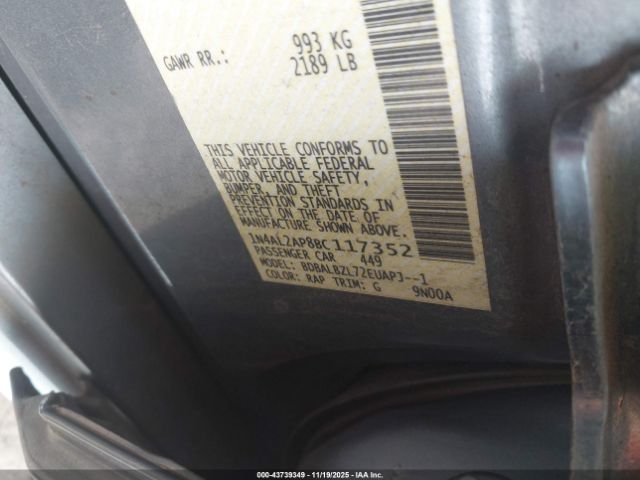 GAWR RR.: 993 KG
2189 LB
THIS VEHICLE CONFORMS TO
ALL APPLICABLE FEDERAL
MOTOR VEHICLE SAFETY,
BUMPER, AND THEFT
PREVENTION STANDARDS IN
EFFECT ON THE DATE OF
MANUFACTURE SHOWN ABOVE.
1N4AL2AP8BC117352
PASSENGER CAR 449
MODEL: BDBALBZL72EUAPJ--1
COLOR: RAP TRIM: G 9N00A
000-43739349 - 11/19/2025 - IAA Inc.